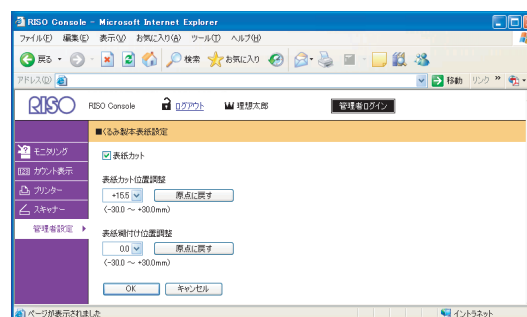 RISO Console - Microsoft Internet Explorer
ファイル(F) 編集(E) 表示(V) お気に入り(A) ツール(T) ヘルプ(H)
戻る 検索 お気に入り
アドレス(D) 移動 リンク »
RISO RISO Console ログアウト 理想太郎 管理者ログイン
■くるみ製本表紙設定
モニタリング
表紙カット
カウント表示
表紙カット位置調整
プリンター
+15.5 原点に戻す
スキャナー
(-30.0 ～ +30.0mm)
管理者設定
表紙糊付け位置調整
0.0 原点に戻す
(-30.0 ～ +30.0mm)
OK キャンセル
ページが表示されました イントラネット